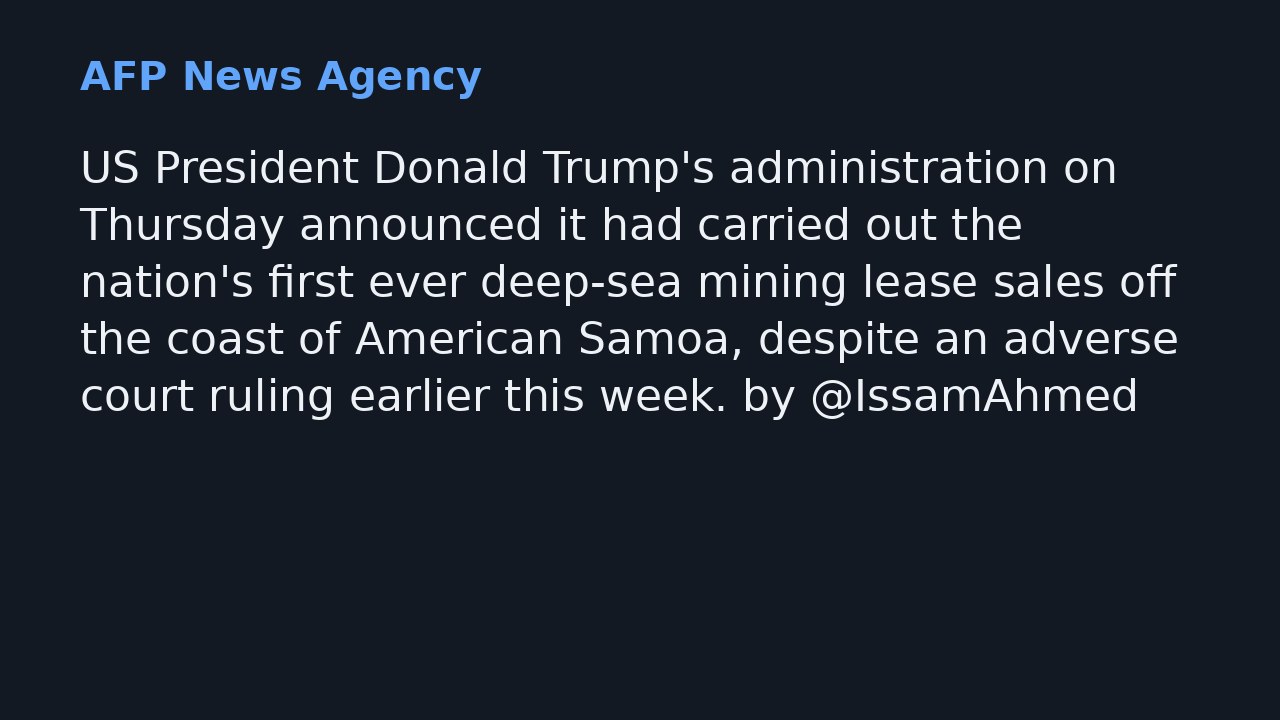 AFP News Agency
US President Donald Trump's administration on
Thursday announced it had carried out the
nation's first ever deep-sea mining lease sales off
the coast of American Samoa, despite an adverse
court ruling earlier this week. by @IssamAhmed